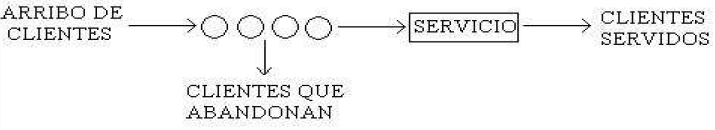 ARRIBO DE
CLIENTES
SERVICIO
CLIENTES
SERVIDOS
CLIENTES QUE
ABANDONAN